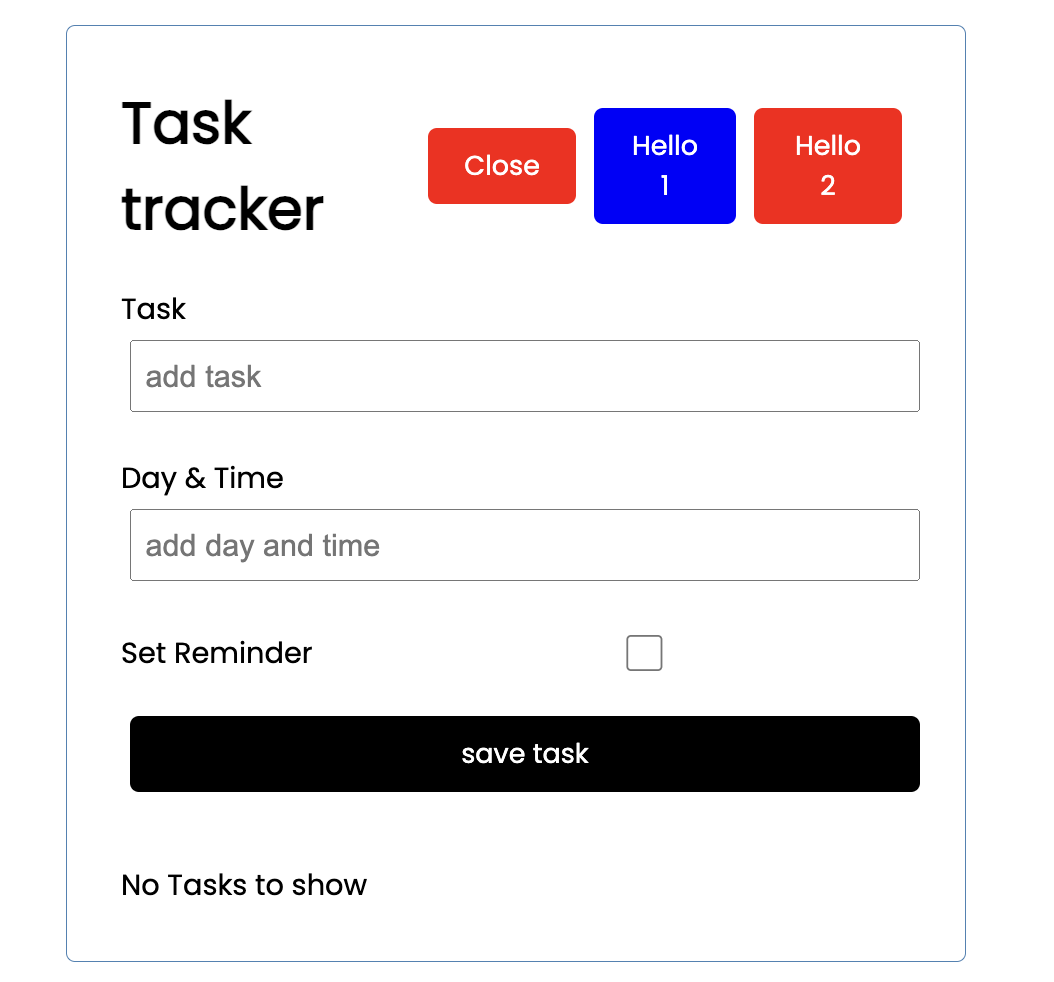 Task
tracker
Close
Hello
1
Hello
2
Task
add task
Day & Time
add day and time
Set Reminder
save task
No Tasks to show